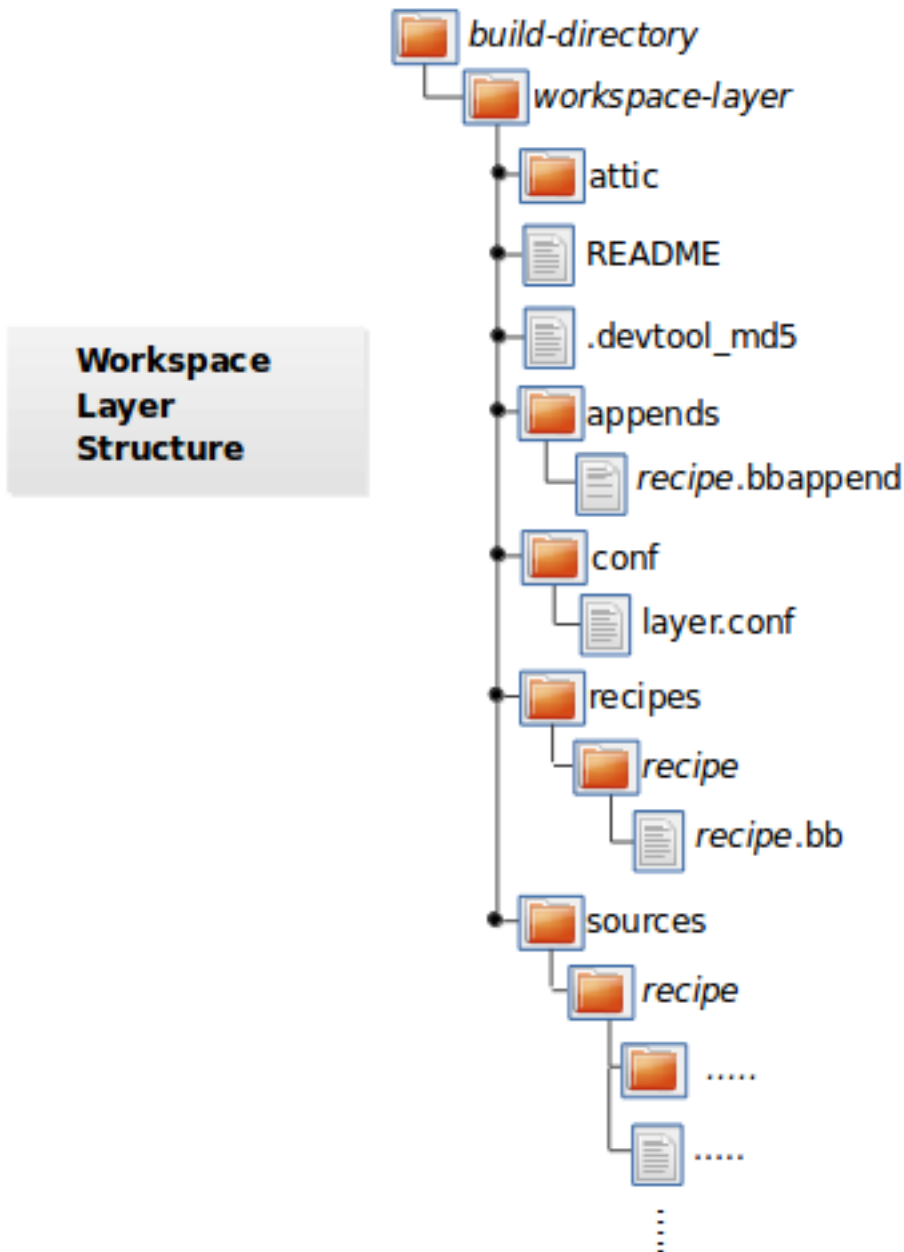 build-directory
workspace-layer
attic
README
.devtool_md5
Workspace
Layer
Structure
appends
recipe.bbappend
conf
layer.conf
recipes
recipe
recipe.bb
sources
recipe
.....
.....